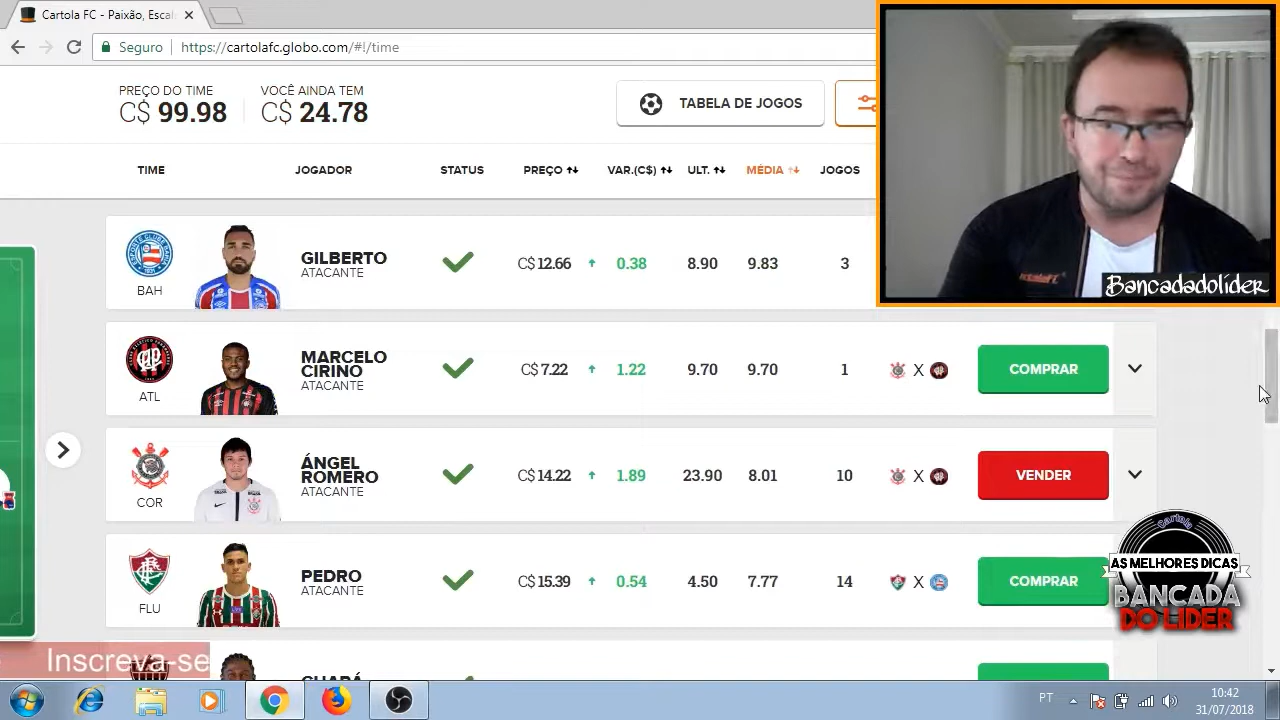 Cartola FC - Paixão, Escal
Seguro
https://cartolafc.globo.com/#!/time
PREÇO DO TIME
C$ 99.98
VOCÊ AINDA TEM
C$ 24.78
TABELA DE JOGOS
TIME JOGADOR STATUS PREÇO VAR.(C$) ULT. MÉDIA JOGOS
BAH
GILBERTO
ATACANTE
C$ 12.66 0.38 8.90 9.83 3
Bancadadolíder
ATL
MARCELO
CIRINO
ATACANTE
C$ 7.22 1.22 9.70 9.70 1 X COMPRAR
COR
ÁNGEL
ROMERO
ATACANTE
C$ 14.22 1.89 23.90 8.01 10 X VENDER
FLU
PEDRO
ATACANTE
C$ 15.39 0.54 4.50 7.77 14 X COMPRAR
Cartola
AS MELHORES DICAS
BANCADA
DO LIDER
Inscreva-se
PT
10:42
31/07/2018